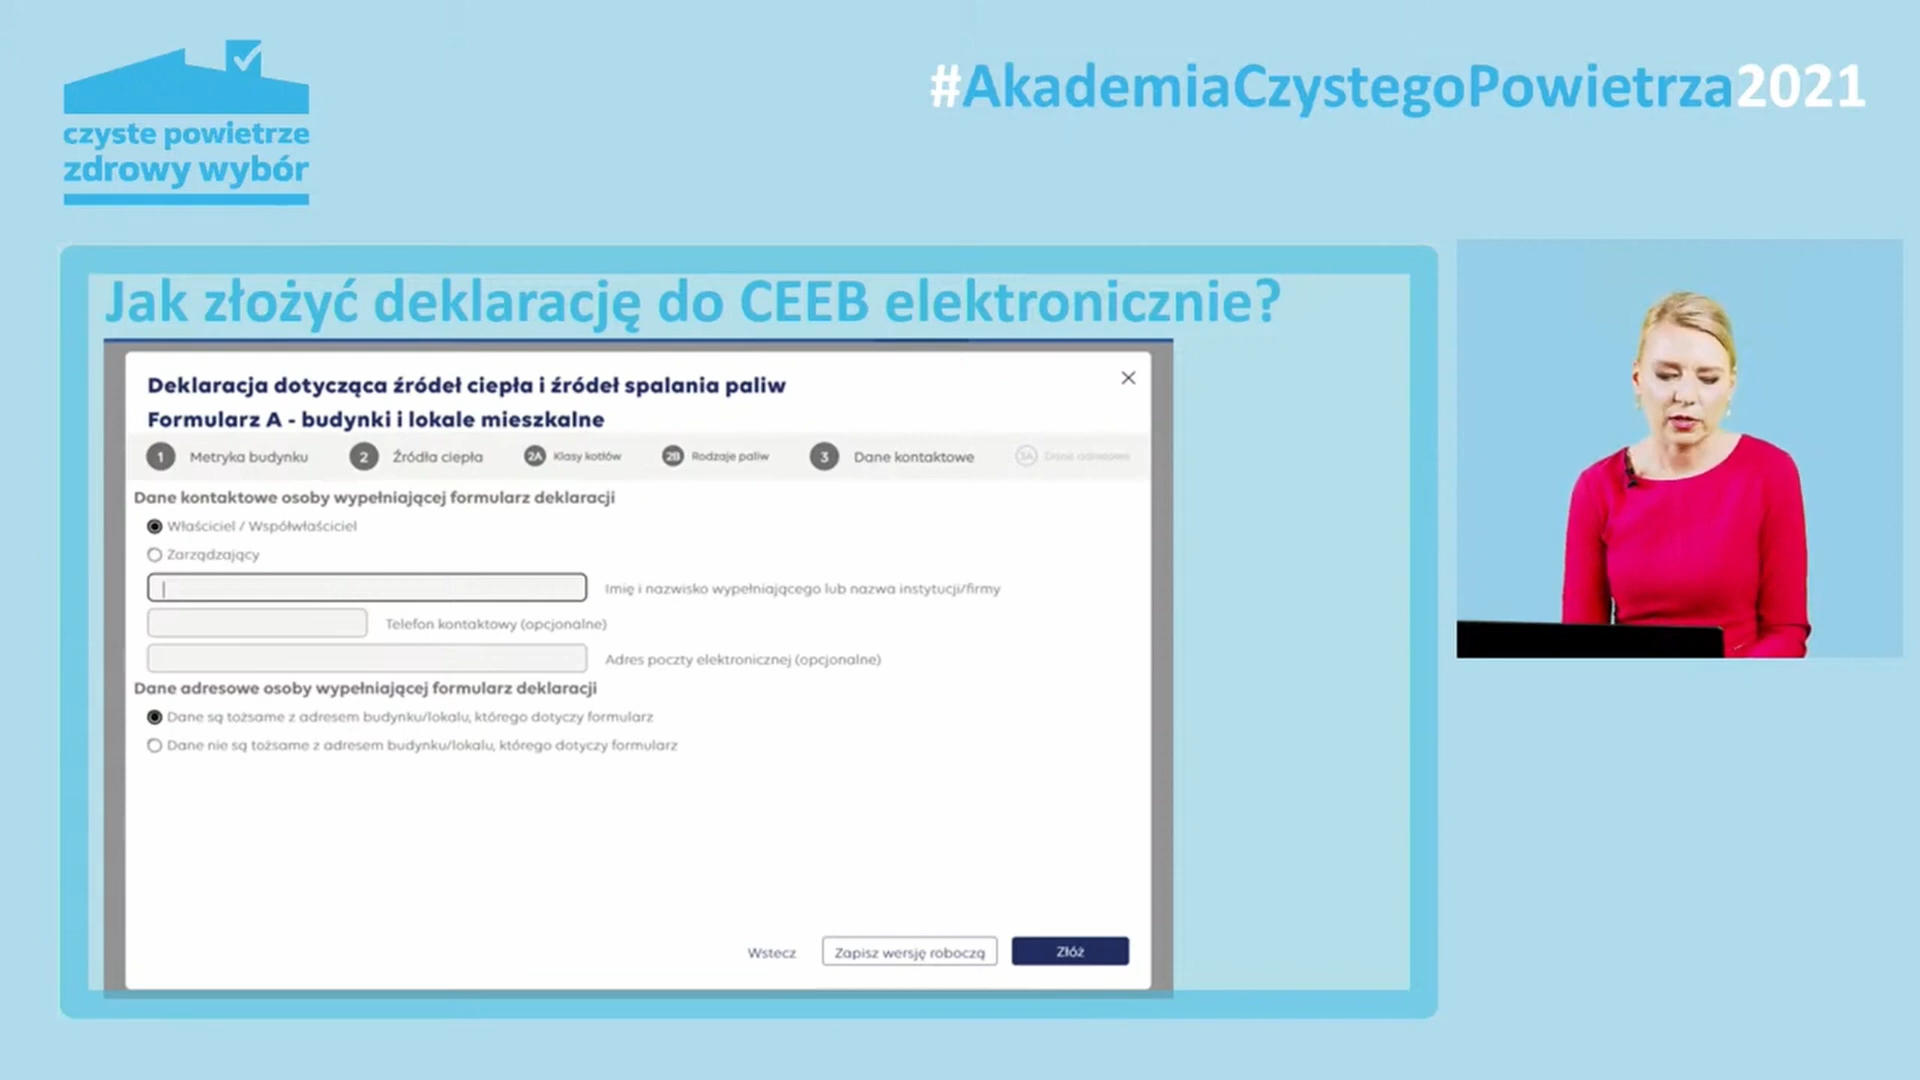 czyste powietrze
zdrowy wybór
#AkademiaCzystegoPowietrza2021
Jak złożyć deklarację do CEEB elektronicznie?
Deklaracja dotycząca źródeł ciepła i źródeł spalania paliw
Formularz A - budynki i lokale mieszkalne
1 Metryka budynku 2 Źródła ciepła 2A Klasy kotłów 2B Rodzaje paliw 3 Dane kontaktowe 3A Dane adresowe
Dane kontaktowe osoby wypełniającej formularz deklaracji
Właściciel / Współwłaściciel
Zarządzający
Imię i nazwisko wypełniającego lub nazwa instytucji/firmy
Telefon kontaktowy (opcjonalne)
Adres poczty elektronicznej (opcjonalne)
Dane adresowe osoby wypełniającej formularz deklaracji
Dane są tożsame z adresem budynku/lokalu, którego dotyczy formularz
Dane nie są tożsame z adresem budynku/lokalu, którego dotyczy formularz
Wstecz Zapisz wersję roboczą Złóż